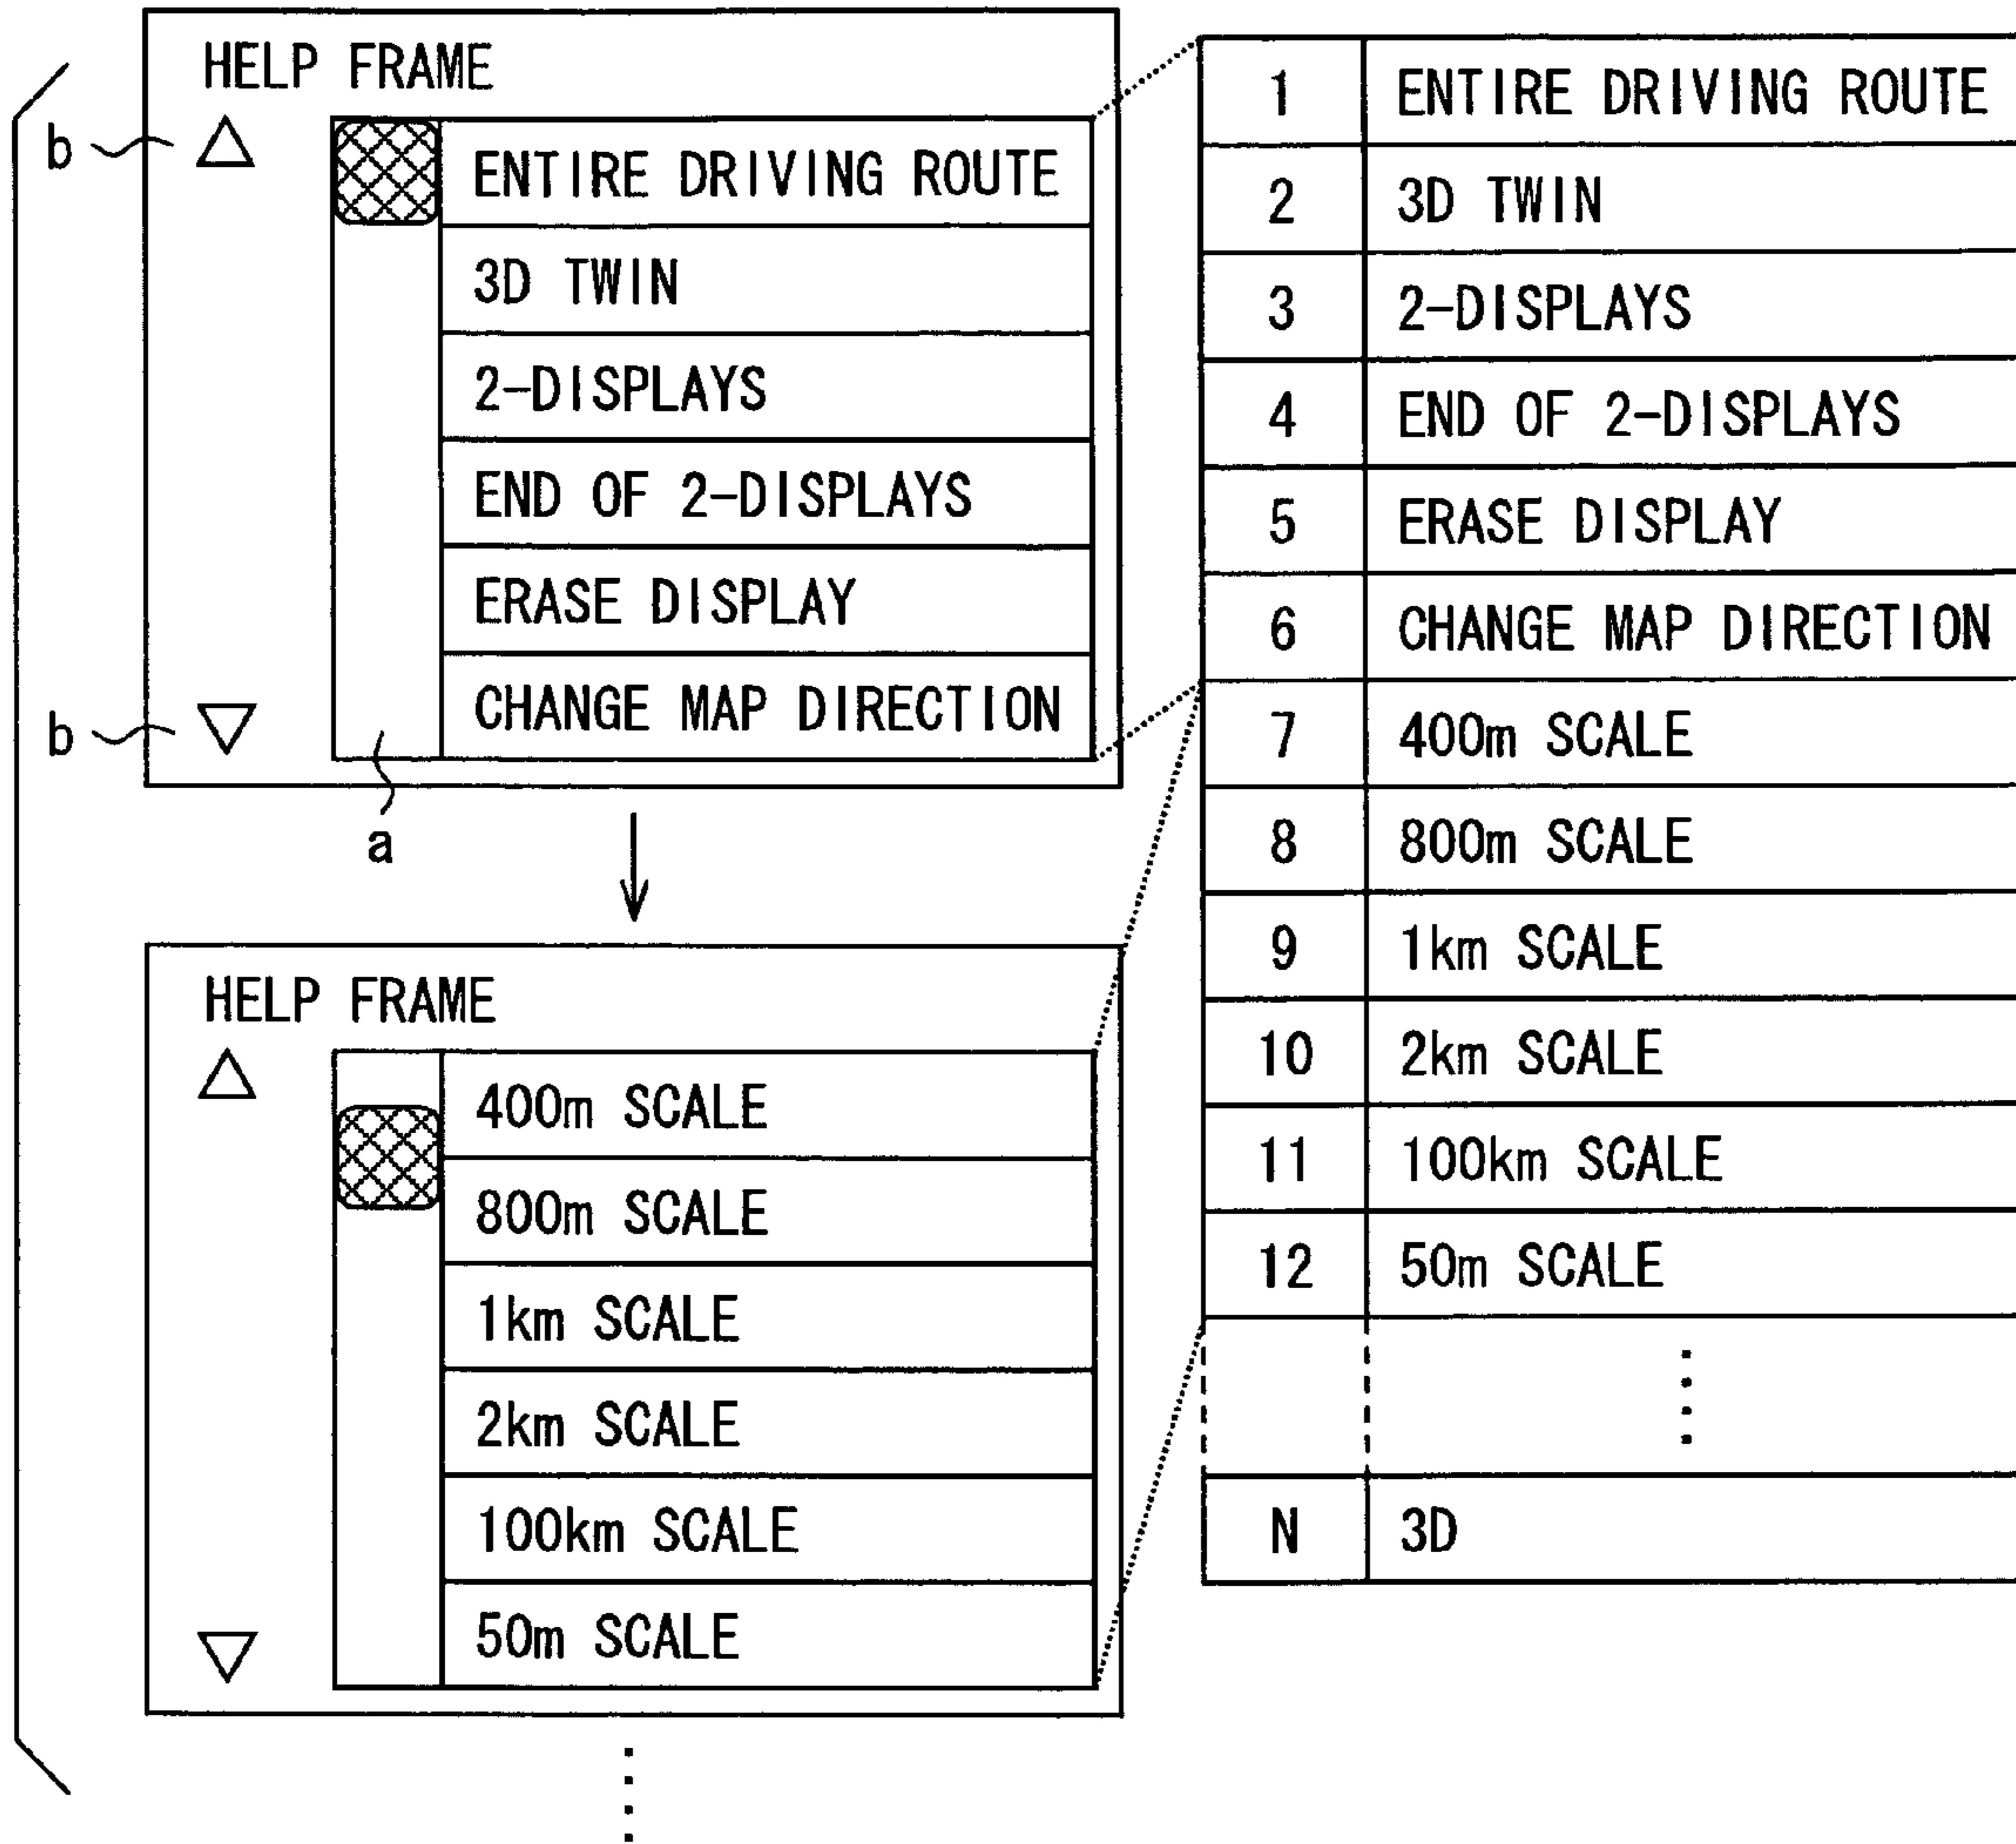 HELP FRAME
b
ENTIRE DRIVING ROUTE
3D TWIN
2-DISPLAYS
END OF 2-DISPLAYS
ERASE DISPLAY
CHANGE MAP DIRECTION
b
a
HELP FRAME
400m SCALE
800m SCALE
1km SCALE
2km SCALE
100km SCALE
50m SCALE
1 ENTIRE DRIVING ROUTE
2 3D TWIN
3 2-DISPLAYS
4 END OF 2-DISPLAYS
5 ERASE DISPLAY
6 CHANGE MAP DIRECTION
7 400m SCALE
8 800m SCALE
9 1km SCALE
10 2km SCALE
11 100km SCALE
12 50m SCALE
N 3D